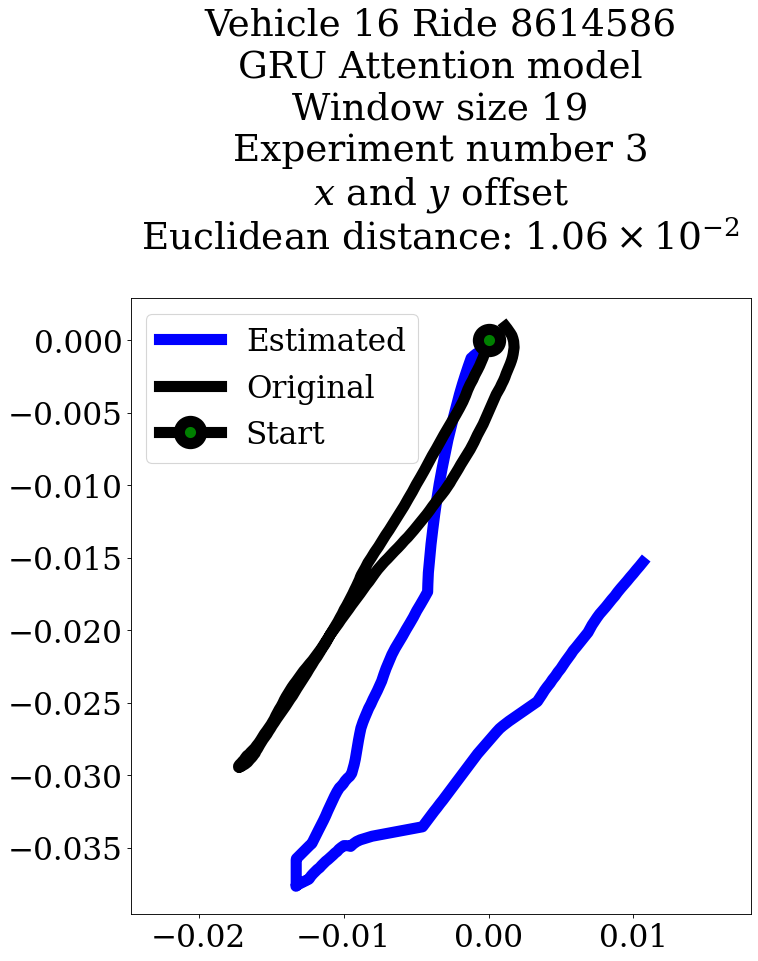 Vehicle 16 Ride 8614586
GRU Attention model
Window size 19
Experiment number 3
x and y offset
Euclidean distance: 1.06 × 10⁻²
Estimated
Original
Start
0.000
−0.005
−0.010
−0.015
−0.020
−0.025
−0.030
−0.035
−0.02 −0.01 0.00 0.01